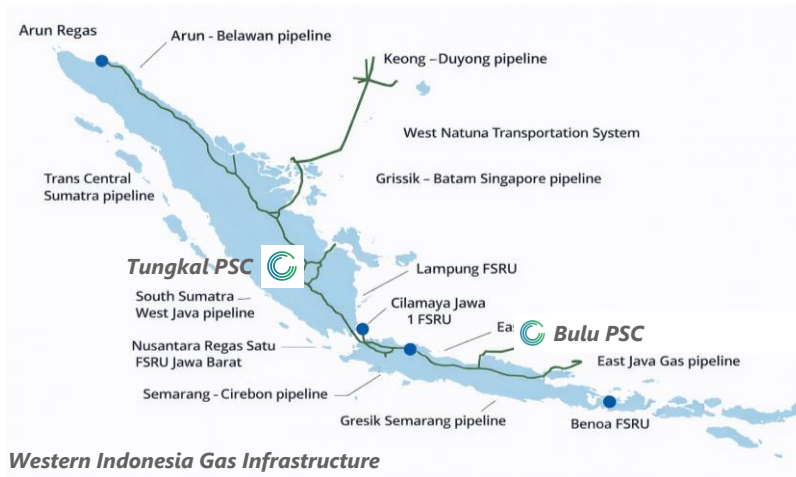 Arun Regas
Arun - Belawan pipeline
Keong –Duyong pipeline
West Natuna Transportation System
Trans Central
Sumatra pipeline
Grissik – Batam Singapore pipeline
Tungkal PSC
Lampung FSRU
South Sumatra
West Java pipeline
Cilamaya Jawa
1 FSRU
Bulu PSC
Nusantara Regas Satu
FSRU Jawa Barat
East Java Gas pipeline
Semarang - Cirebon pipeline
Gresik Semarang pipeline
Benoa FSRU
Western Indonesia Gas Infrastructure